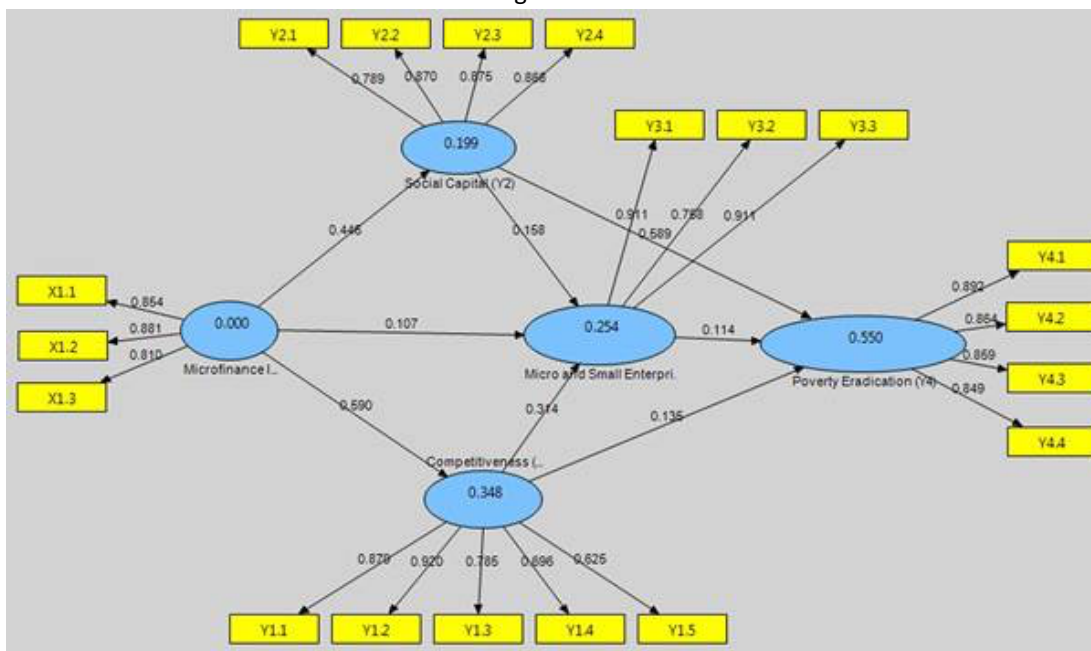 Y2.1 Y2.2 Y2.3 Y2.4
0.789 0.870 0.875 0.866
0.199
Social Capital (Y2)
Y3.1 Y3.2 Y3.3
0.911 0.911
0.589
0.446
0.158
X1.1
X1.2
X1.3
0.854
0.881
0.810
0.000
Microfinance I..
0.107
0.254
Micro and Small Enterpri.
0.114
0.550
Poverty Eradication (Y4)
Y4.1
Y4.2
Y4.3
Y4.4
0.892
0.864
0.849
0.590
0.314
0.135
Competitiveness (..
0.348
0.920 0.785 0.625
Y1.1 Y1.2 Y1.3 Y1.4 Y1.5